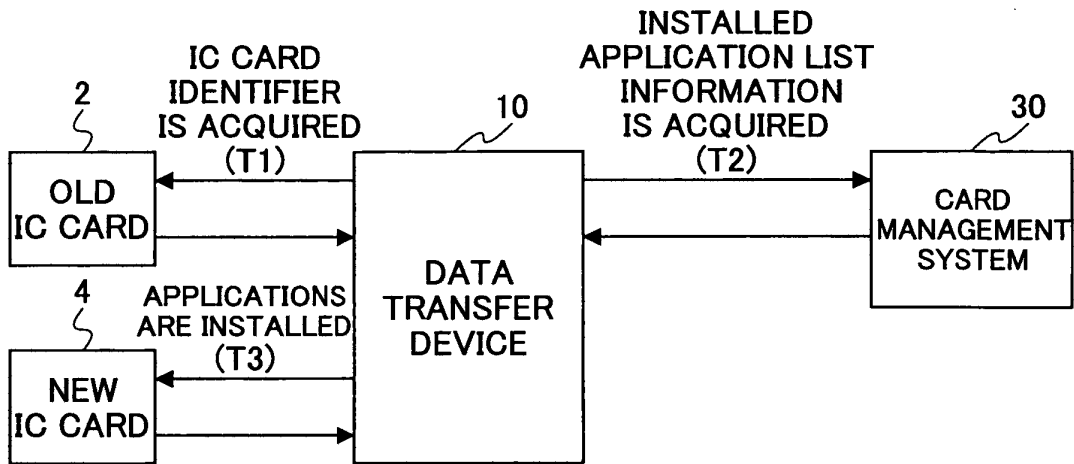 IC CARD
IDENTIFIER
IS ACQUIRED
(T1)
INSTALLED
APPLICATION LIST
INFORMATION
IS ACQUIRED
(T2)
2
10
30
OLD
IC CARD
DATA
TRANSFER
DEVICE
CARD
MANAGEMENT
SYSTEM
4
APPLICATIONS
ARE INSTALLED
(T3)
NEW
IC CARD